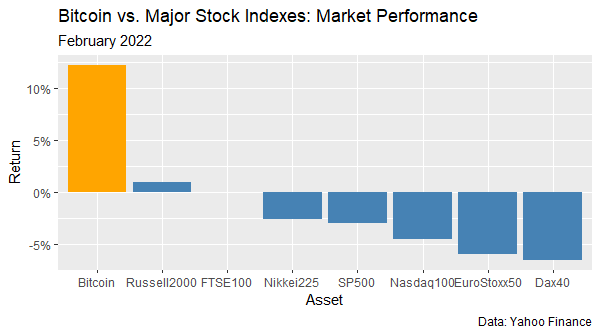 Bitcoin vs. Major Stock Indexes: Market Performance
February 2022
10%
5%
0%
-5%
Return
Bitcoin Russell2000 FTSE100 Nikkei225 SP500 Nasdaq100 EuroStoxx50 Dax40
Asset
Data: Yahoo Finance